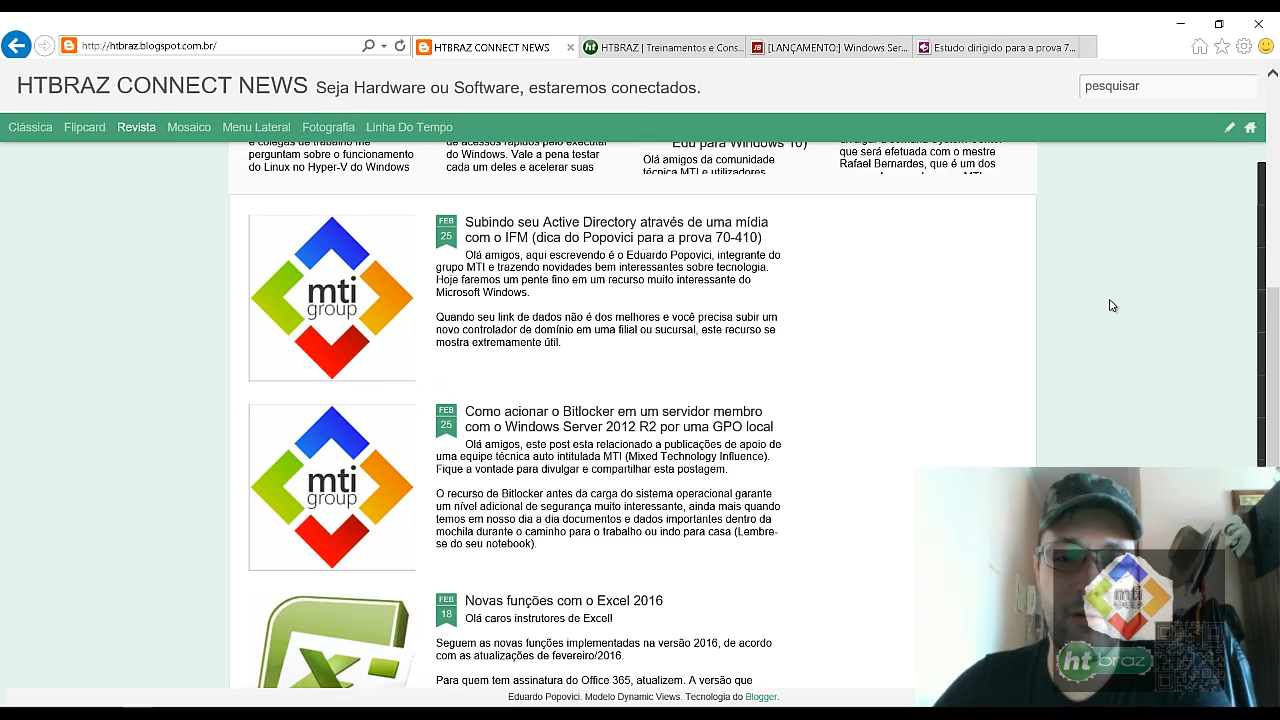 http://htbraz.blogspot.com.br/
HTBRAZ CONNECT NEWS
HTBRAZ | Treinamentos e Cons...
[LANÇAMENTO:] Windows Ser...
Estudo dirigido para a prova 7...
HTBRAZ CONNECT NEWS Seja Hardware ou Software, estaremos conectados.
pesquisar
Clássica Flipcard Revista Mosaico Menu Lateral Fotografia Linha Do Tempo
e colegas de trabalho me
perguntam sobre o funcionamento
do Linux no Hyper-V do Windows
de acessos rápidos pelo executar
do Windows. Vale a pena testar
cada um deles e acelerar suas
Edu para Windows 10)
Olá amigos da comunidade
técnica MTI e utilizadores
que será efetuada com o mestre
Rafael Bernardes, que é um dos
mti
group
FEB
25
Subindo seu Active Directory através de uma mídia
com o IFM (dica do Popovici para a prova 70-410)
Olá amigos, aqui escrevendo é o Eduardo Popovici, integrante do
grupo MTI e trazendo novidades bem interessantes sobre tecnologia.
Hoje faremos um pente fino em um recurso muito interessante do
Microsoft Windows.
Quando seu link de dados não é dos melhores e você precisa subir um
novo controlador de domínio em uma filial ou sucursal, este recurso se
mostra extremamente útil.
mti
group
FEB
25
Como acionar o Bitlocker em um servidor membro
com o Windows Server 2012 R2 por uma GPO local
Olá amigos, este post esta relacionado a publicações de apoio de
uma equipe técnica auto intitulada MTI (Mixed Technology Influence).
Fique a vontade para divulgar e compartilhar esta postagem.
O recurso de Bitlocker antes da carga do sistema operacional garante
um nível adicional de segurança muito interessante, ainda mais quando
temos em nosso dia a dia documentos e dados importantes dentro da
mochila durante o caminho para o trabalho ou indo para casa (Lembre-
se do seu notebook).
FEB
18
Novas funções com o Excel 2016
Olá caros instrutores de Excel!
Seguem as novas funções implementadas na versão 2016, de acordo
com as atualizações de fevereiro/2016.
Para quem tem assinatura do Office 365, atualizem. A versão que
Eduardo Popovici. Modelo Dynamic Views. Tecnologia do Blogger.
mti
ht braz